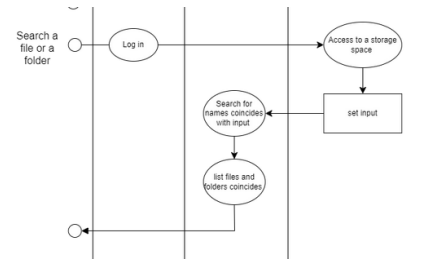 Search a
file or a
folder
Log in
Access to a storage
space
set input
Search for
names coincides
with input
list files and
folders coincides